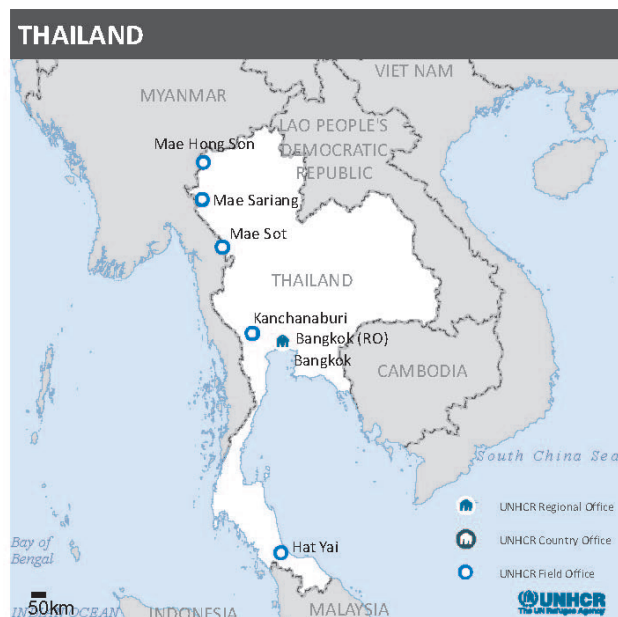 THAILAND
VIET NAM
MYANMAR
LAO PEOPLE'S
DEMOCRATIC
REPUBLIC
Mae Hong Son
Mae Sariang
Mae Sot
THAILAND
Kanchanaburi
Bangkok (RO)
Bangkok
CAMBODIA
South China Sea
UNHCR Regional Office
UNHCR Country Office
Bay of
Bengal
Hat Yai
UNHCR Field Office
50km
INDIAN OCEAN
INDONESIA
MALAYSIA
UNHCR
The UN Refugee Agency